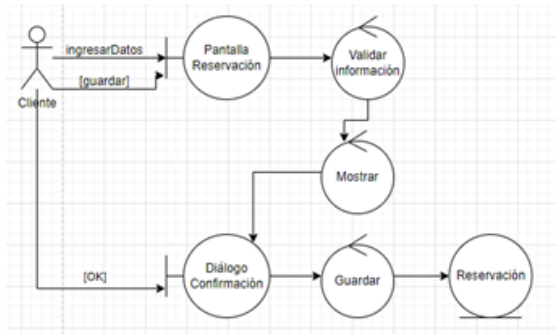 ingresarDatos
[guardar]
Cliente
Pantalla
Reservación
Validar
información
Mostrar
[OK]
Diálogo
Confirmación
Guardar
Reservación